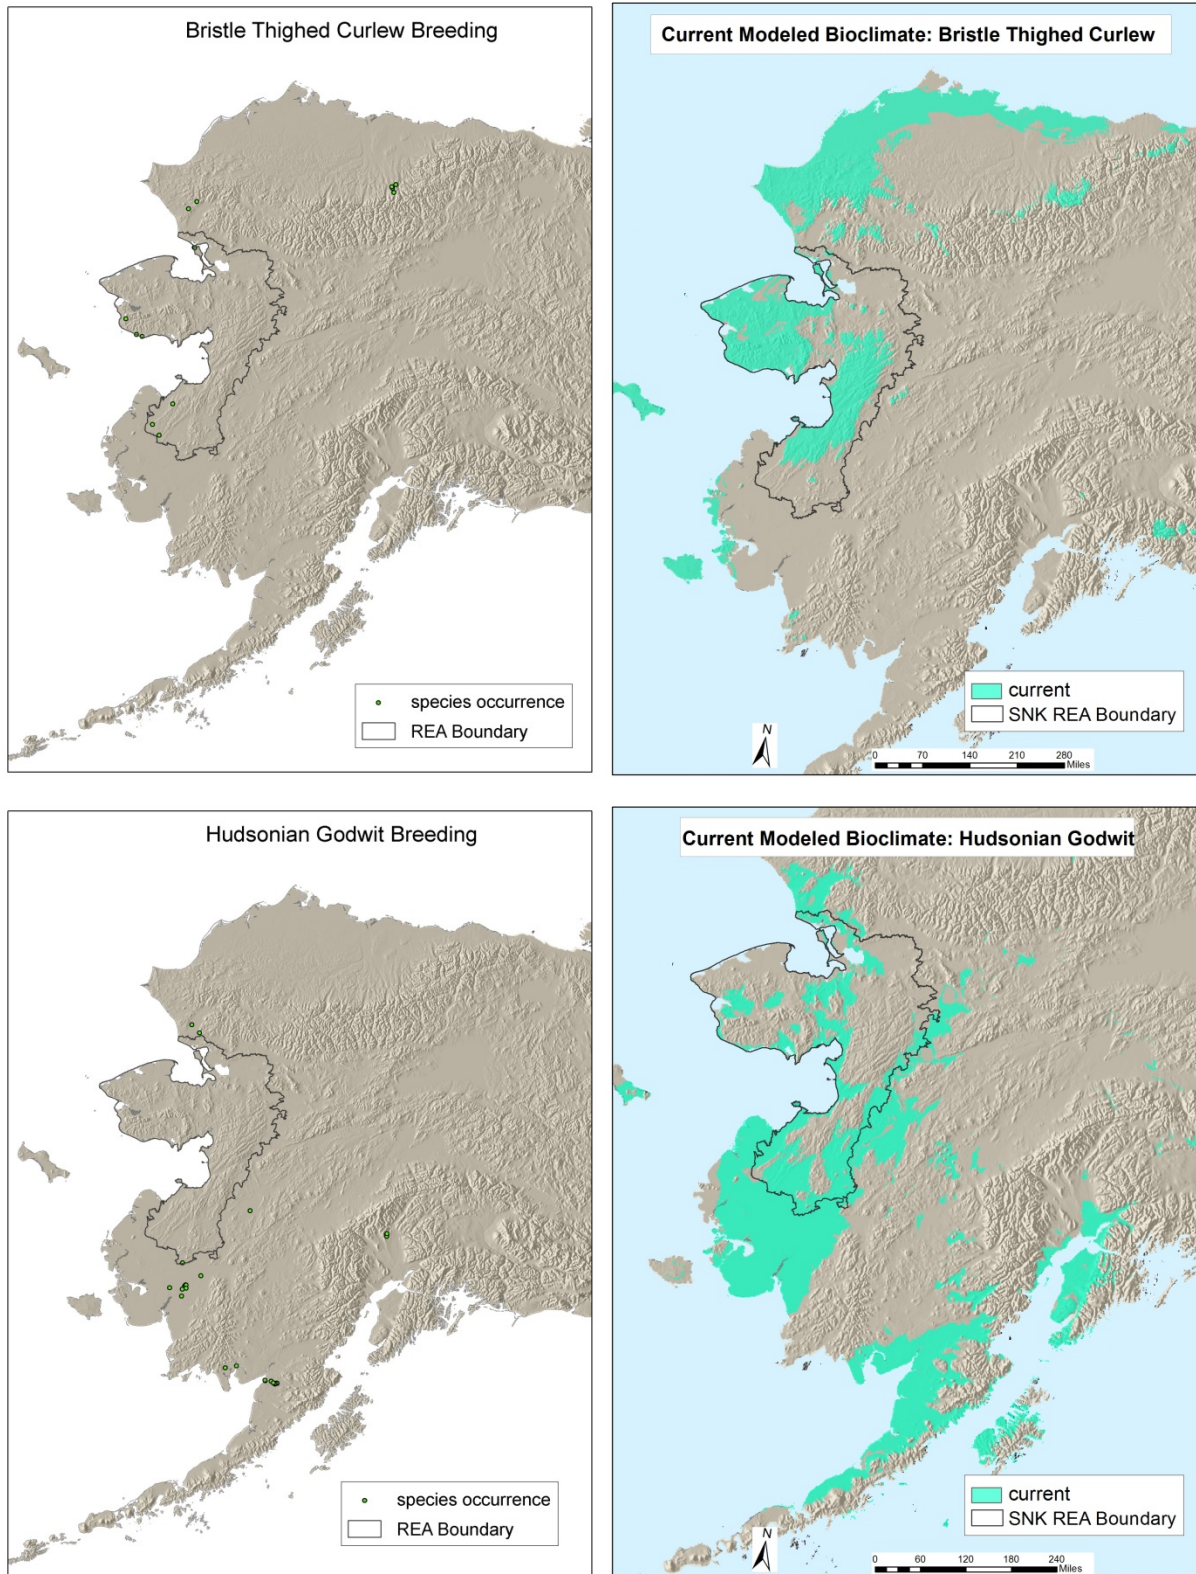 Bristle Thighed Curlew Breeding
species occurrence
REA Boundary
Current Modeled Bioclimate: Bristle Thighed Curlew
current
SNK REA Boundary
N
0 70 140 210 280
Miles
Hudsonian Godwit Breeding
species occurrence
REA Boundary
Current Modeled Bioclimate: Hudsonian Godwit
current
SNK REA Boundary
N
0 60 120 180 240
Miles